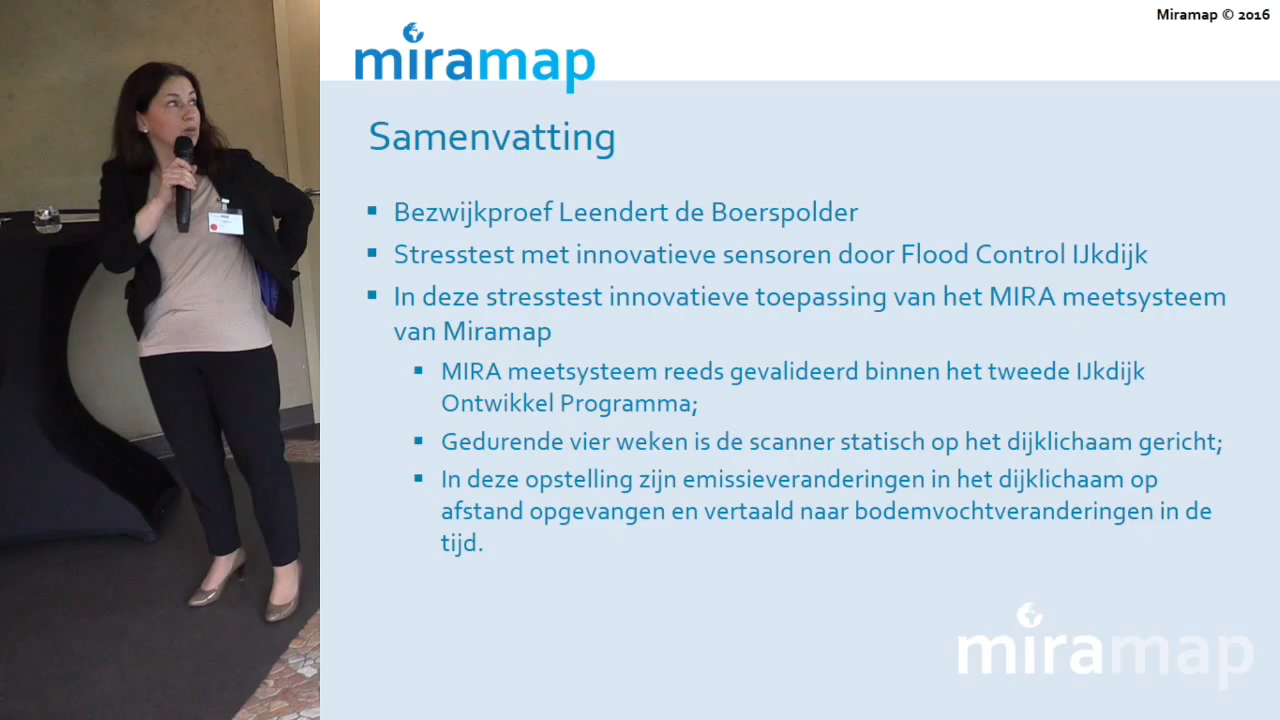 Miramap © 2016
miramap
Samenvatting
▪ Bezwijkproef Leendert de Boerspolder
▪ Stresstest met innovatieve sensoren door Flood Control IJkdijk
▪ In deze stresstest innovatieve toepassing van het MIRA meetsysteem
van Miramap
▪ MIRA meetsysteem reeds gevalideerd binnen het tweede IJkdijk
Ontwikkel Programma;
▪ Gedurende vier weken is de scanner statisch op het dijklichaam gericht;
▪ In deze opstelling zijn emissieveranderingen in het dijklichaam op
afstand opgevangen en vertaald naar bodemvochtveranderingen in de
tijd.
miramap